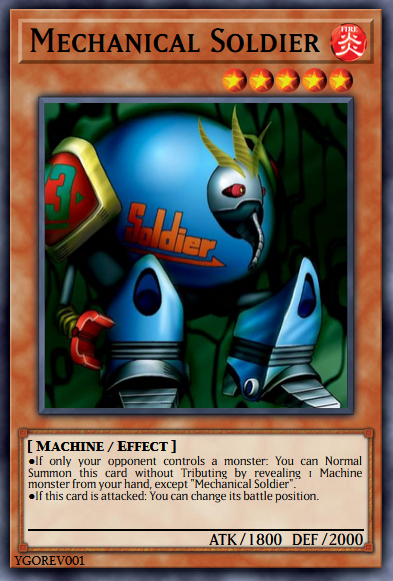 Mechanical Soldier
FIRE
炎
3
Soldier
[ Machine / Effect ]
●If only your opponent controls a monster: You can Normal
Summon this card without Tributing by revealing 1 Machine
monster from your hand, except "Mechanical Soldier".
●If this card is attacked: You can change its battle position.
ATK / 1800 DEF / 2000
YGOREV001